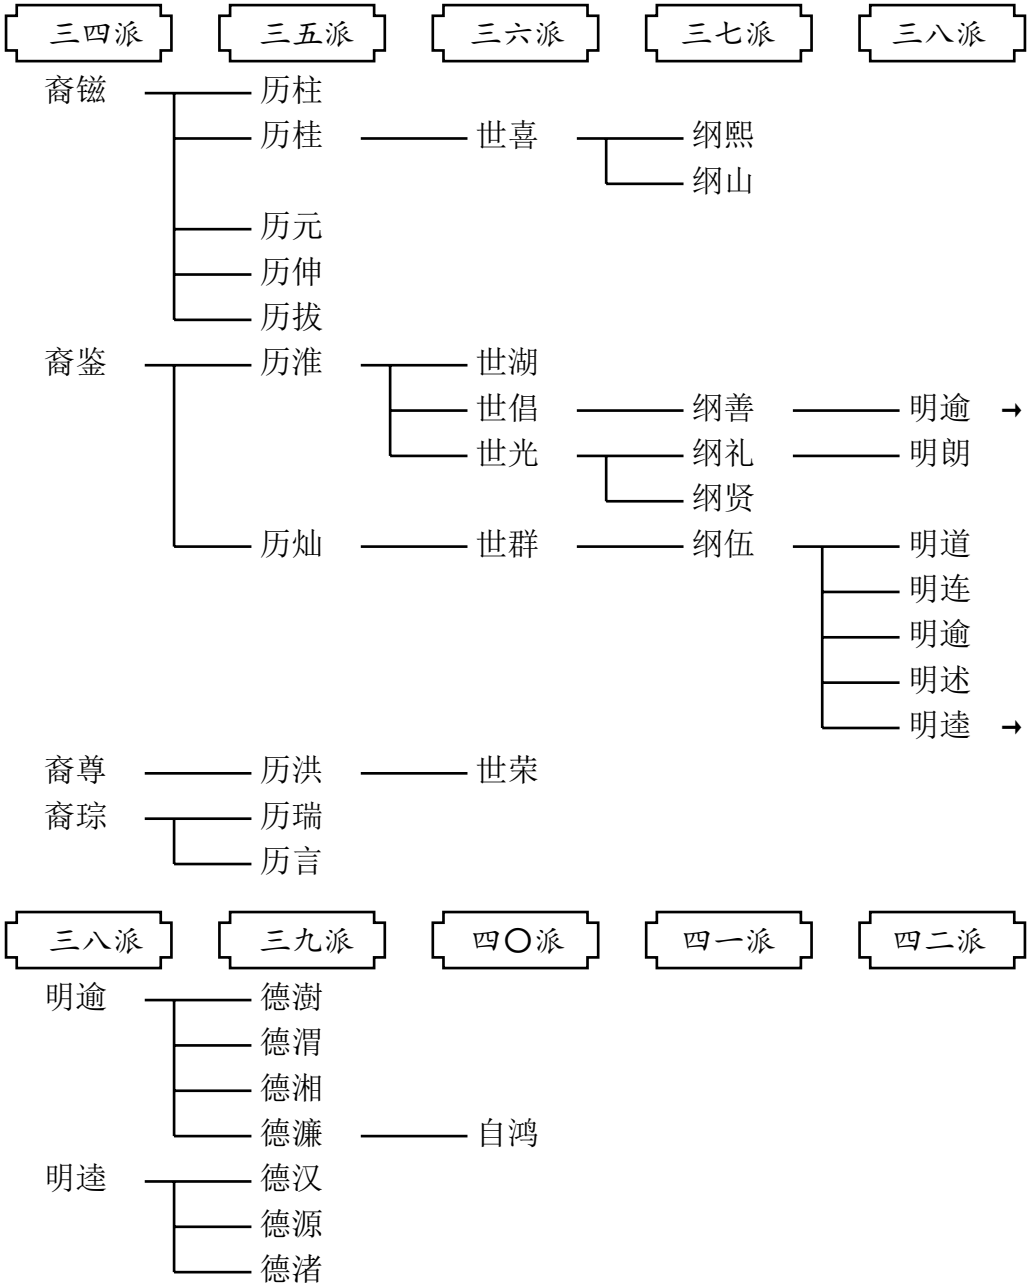 三四派 三五派 三六派 三七派 三八派
裔镃 历柱
历桂 世喜 纲熙
纲山
历元
历伸
历拔
裔鉴 历淮 世湖
世倡 纲善 明逾 →
世光 纲礼 明朗
纲贤
历灿 世群 纲伍 明道
明连
明逾
明述
明逵 →
裔尊 历洪 世荣
裔琮 历瑞
历言
三八派 三九派 四〇派 四一派 四二派
明逾 德澍
德渭
德湘
德濂 自鸿
明逵 德汉
德源
德渚